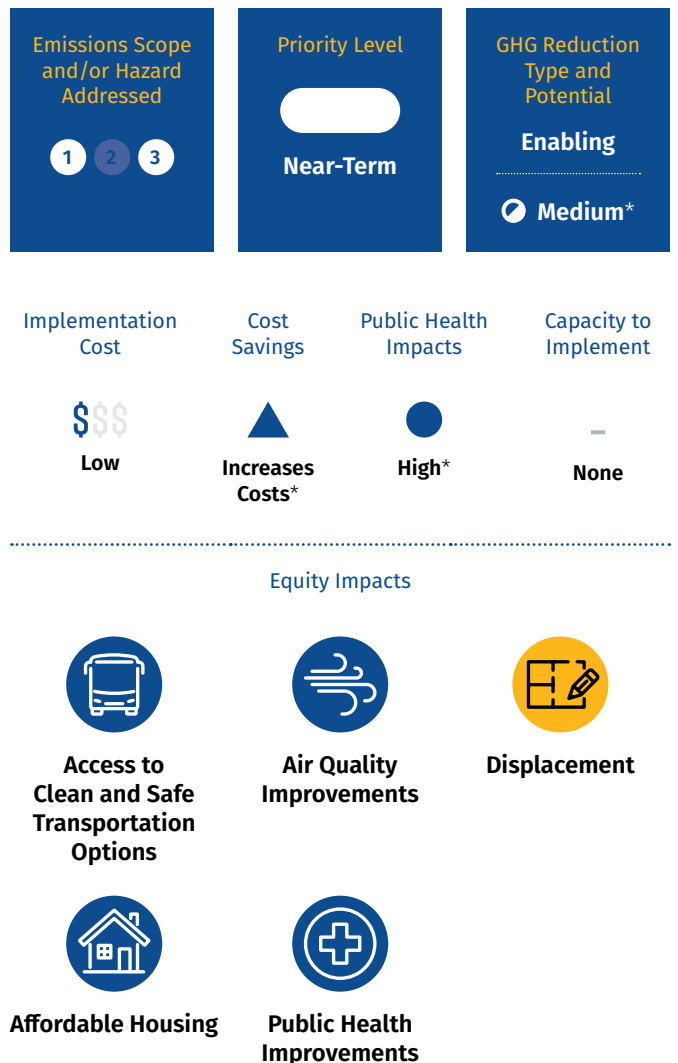 Emissions Scope
and/or Hazard
Addressed
1 2 3
Priority Level
Near-Term
GHG Reduction
Type and
Potential
Enabling
Medium*
Implementation
Cost
$$$
Low
Cost
Savings
Increases
Costs*
Public Health
Impacts
High*
Capacity to
Implement
–
None
Equity Impacts
Access to
Clean and Safe
Transportation
Options
Air Quality
Improvements
Displacement
Affordable Housing
Public Health
Improvements